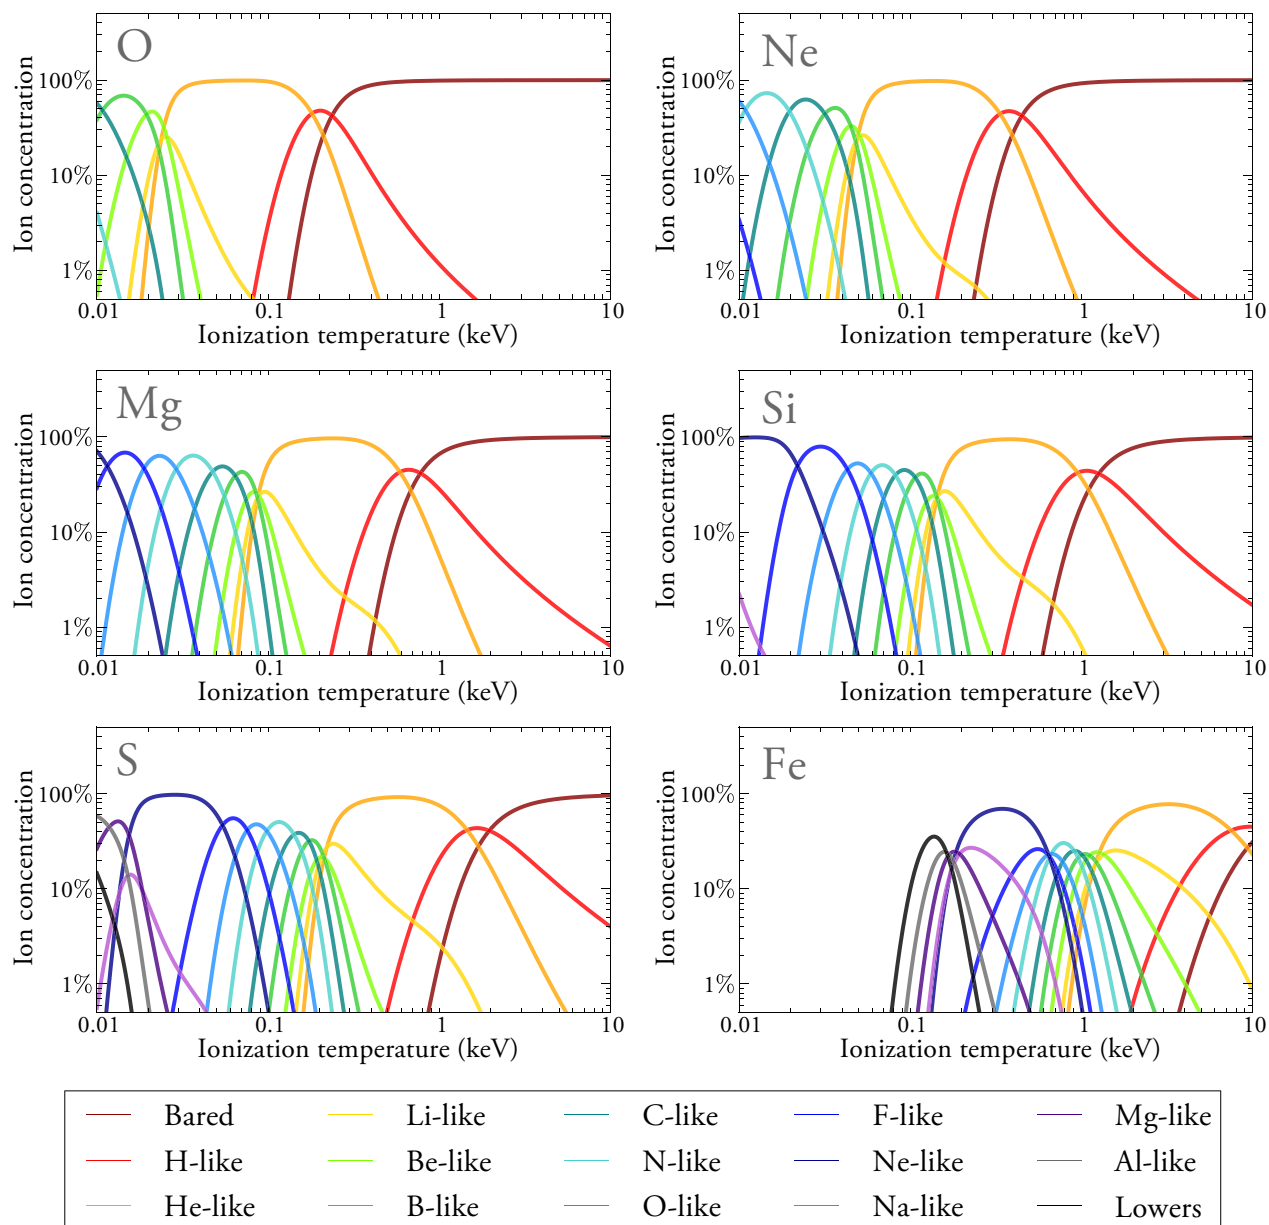 O
Ion concentration
100%
10%
1%
0.01 0.1 1 10
Ionization temperature (keV)
Ne
Ion concentration
100%
10%
1%
0.01 0.1 1 10
Ionization temperature (keV)
Mg
Ion concentration
100%
10%
1%
0.01 0.1 1 10
Ionization temperature (keV)
Si
Ion concentration
100%
10%
1%
0.01 0.1 1 10
Ionization temperature (keV)
S
Ion concentration
100%
10%
1%
0.01 0.1 1 10
Ionization temperature (keV)
Fe
Ion concentration
100%
10%
1%
0.01 0.1 1 10
Ionization temperature (keV)
Bared Li-like C-like F-like Mg-like
H-like Be-like N-like Ne-like Al-like
He-like B-like O-like Na-like Lowers